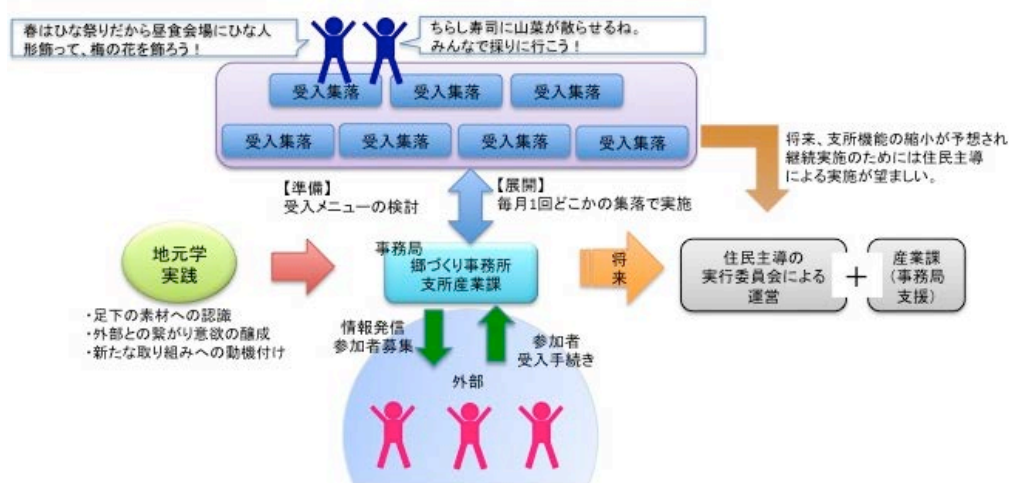 春はひな祭りだから昼食会場にひな人
形飾って、梅の花を飾ろう！
ちらし寿司に山菜が散らせるね。
みんなで採りに行こう！
受入集落
受入集落
受入集落
受入集落
受入集落
受入集落
受入集落
将来、支所機能の縮小が予想され
継続実施のためには住民主導
による実施が望ましい。
【準備】
受入メニューの検討
【展開】
毎月1回どこかの集落で実施
地元学
実践
・足下の素材への認識
・外部との繋がり意欲の醸成
・新たな取り組みへの動機付け
事務局
郷づくり事務所
支所産業課
将
来
住民主導の
実行委員会による
運営
＋
産業課
（事務局
支援）
情報発信
参加者募集
参加者
受入手続き
外部